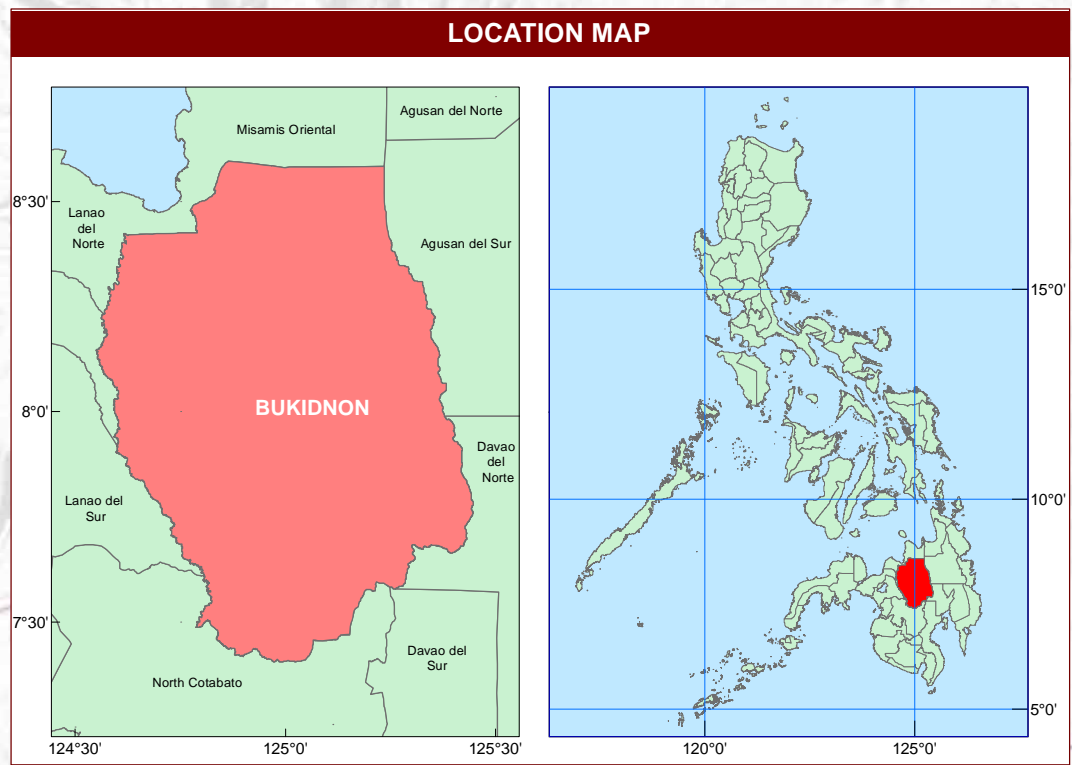 LOCATION MAP
Agusan del Norte
Misamis Oriental
8°30'
Lanao
del
Norte
Agusan del Sur
BUKIDNON
8°0'
Davao
del
Norte
Lanao del
Sur
7°30'
Davao del
Sur
North Cotabato
124°30'
125°0'
125°30'
15°0'
10°0'
5°0'
120°0'
125°0'